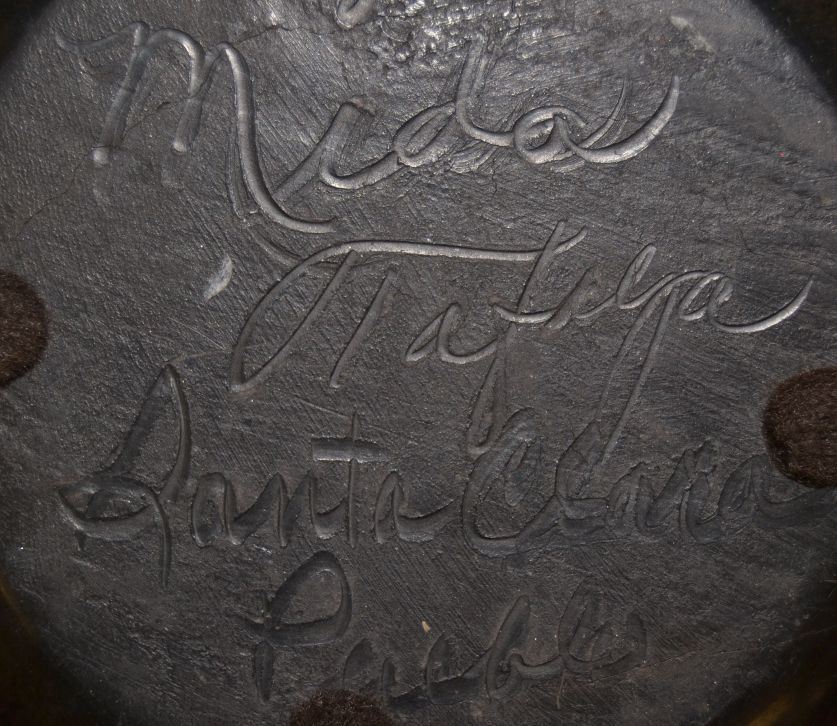 Mida
Tafoya
Santa Clara
Pueblo